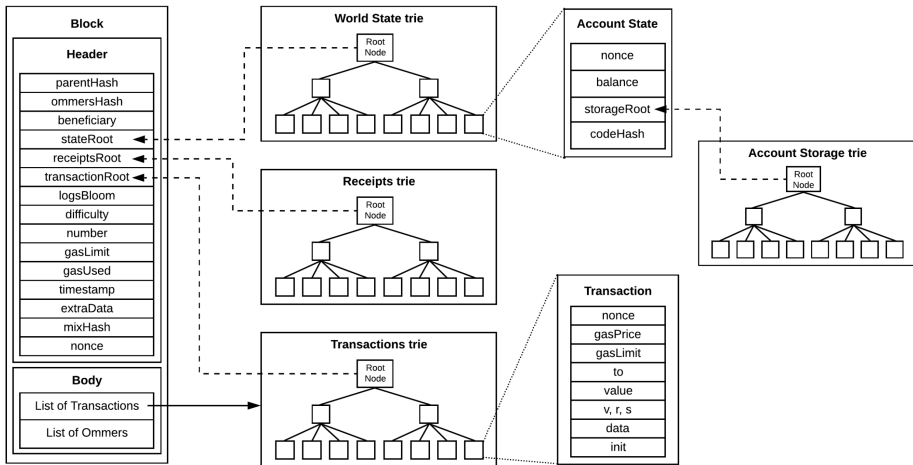 Block
Header
parentHash
ommersHash
beneficiary
stateRoot
receiptsRoot
transactionRoot
logsBloom
difficulty
number
gasLimit
gasUsed
timestamp
extraData
mixHash
nonce
Body
List of Transactions
List of Ommers
World State trie
Root
Node
Receipts trie
Root
Node
Transactions trie
Root
Node
Account State
nonce
balance
storageRoot
codeHash
Account Storage trie
Root
Node
Transaction
nonce
gasPrice
gasLimit
to
value
v, r, s
data
init